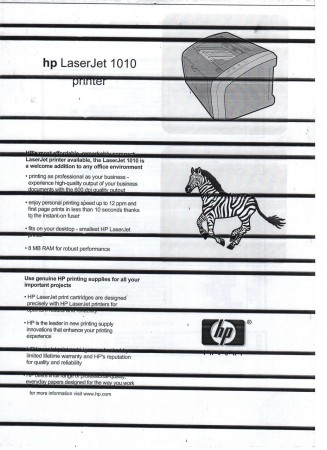 hp LaserJet 1010
printer
HP's most affordable,
LaserJet printer available, the LaserJet 1010 is
a welcome addition to any office environment
• printing as professional as your business -
experience high-quality output of your business
documents with the 600 dpi quality output
• enjoy personal printing speed up to 12 ppm and
first page prints in less than 10 seconds thanks
to the instant-on fuser
• fits on your desktop - smallest HP LaserJet
• 8 MB RAM for robust performance
Use genuine HP printing supplies for all your
important projects
• HP LaserJet print cartridges are designed
precisely with HP LaserJet printers for
• HP is the leader in new printing supply
innovations that enhance your printing
experience
limited lifetime warranty and HP's reputation
for quality and reliability
everyday papers designed for the way you work
for more information visit www.hp.com
hp
®
invent